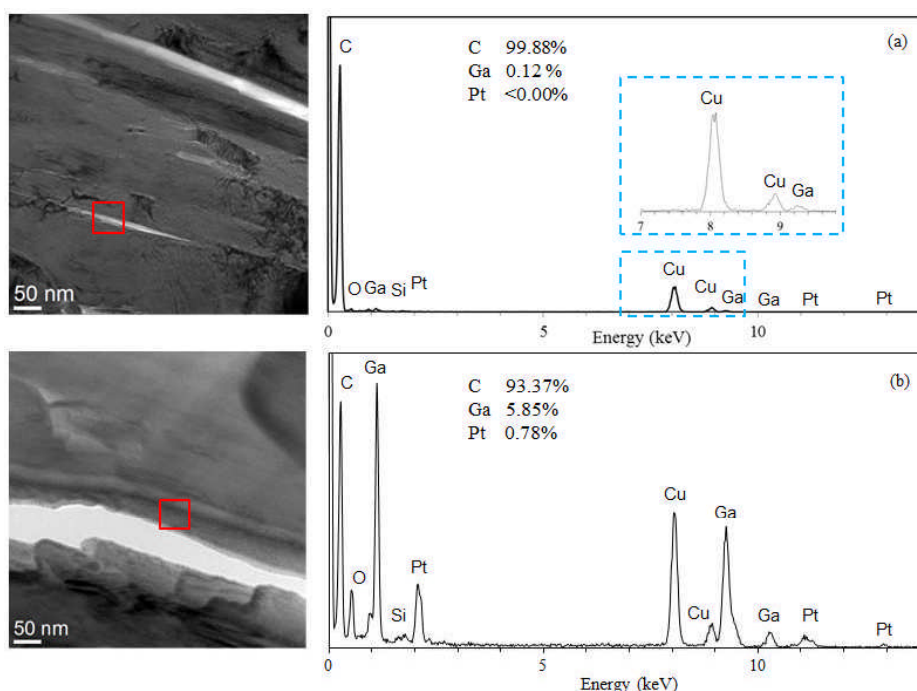 50 nm
(a)
C 99.88%
Ga 0.12 %
Pt <0.00%
C
O Ga Si Pt
Cu
Cu
Ga
7 8 9
Cu
Cu
Ga Ga Pt Pt
5 10
Energy (keV)
50 nm
(b)
C 93.37%
Ga 5.85%
Pt 0.78%
C
Ga
O
Si
Pt
Cu
Cu
Ga
Ga
Pt
Pt
0 5 10
Energy (keV)